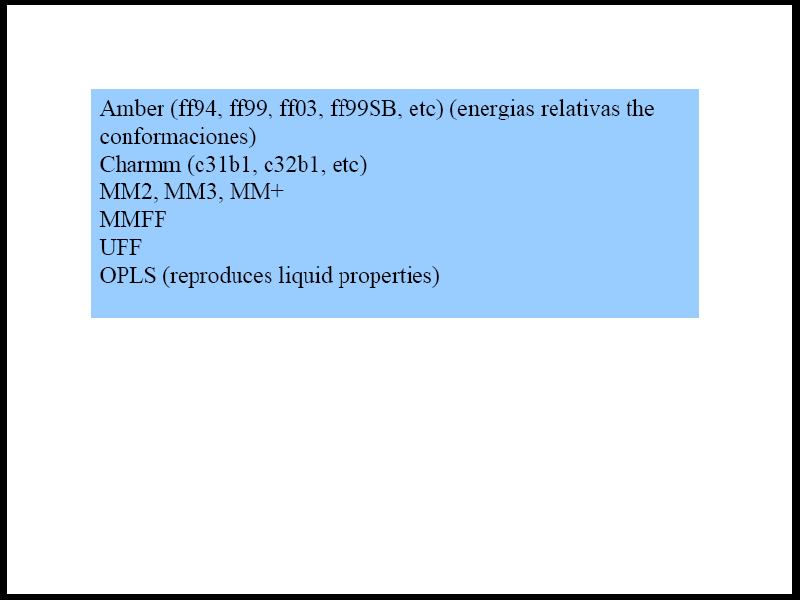 Amber (ff94, ff99, ff03, ff99SB, etc) (energias relativas the
conformaciones)
Charmm (c31b1, c32b1, etc)
MM2, MM3, MM+
MMFF
UFF
OPLS (reproduces liquid properties)